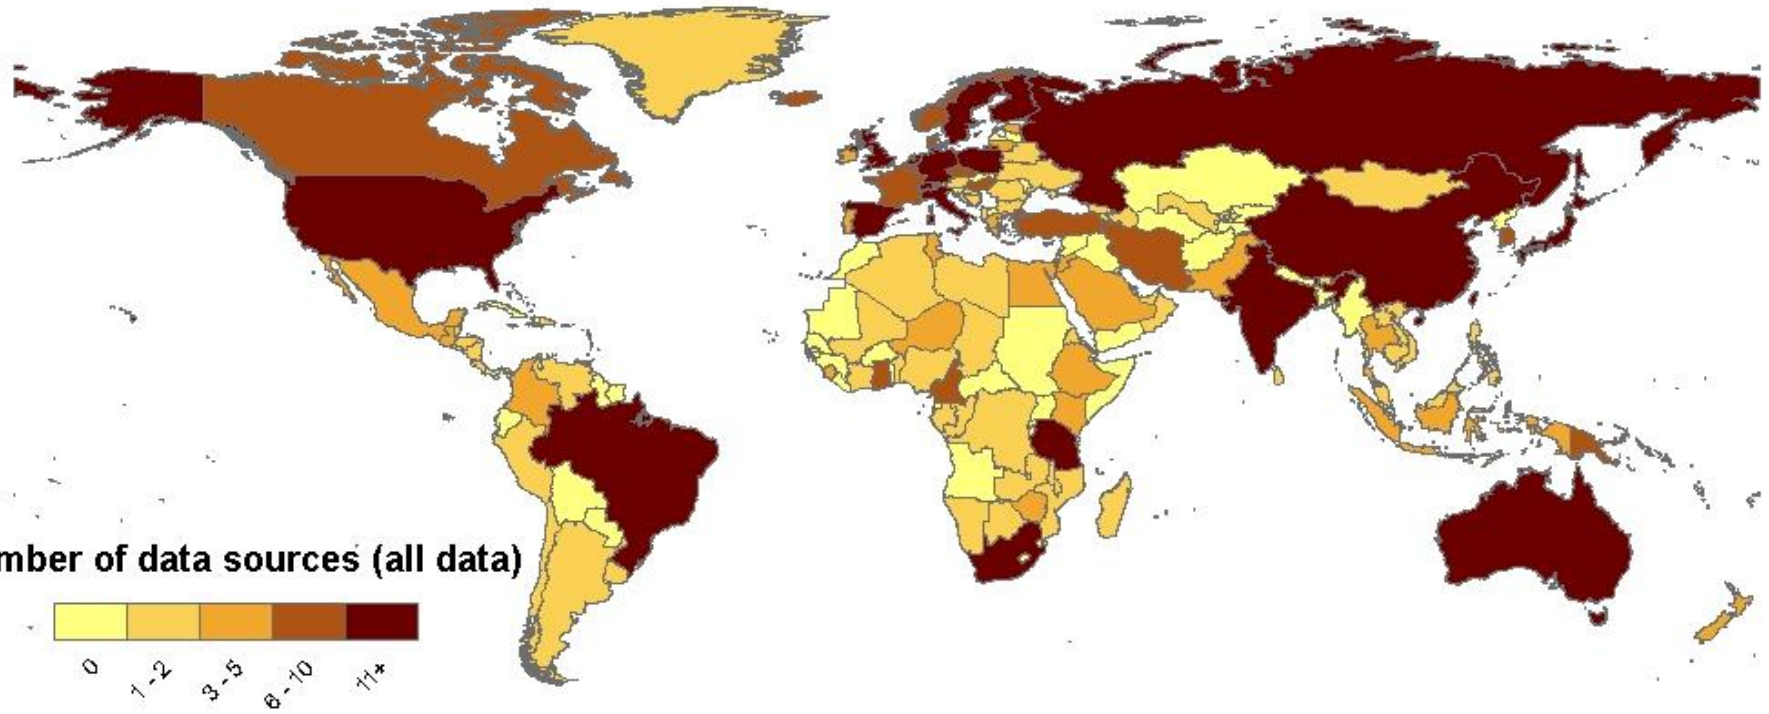 mber of data sources (all data)
0
1 - 2
3 - 5
6 - 10
11+